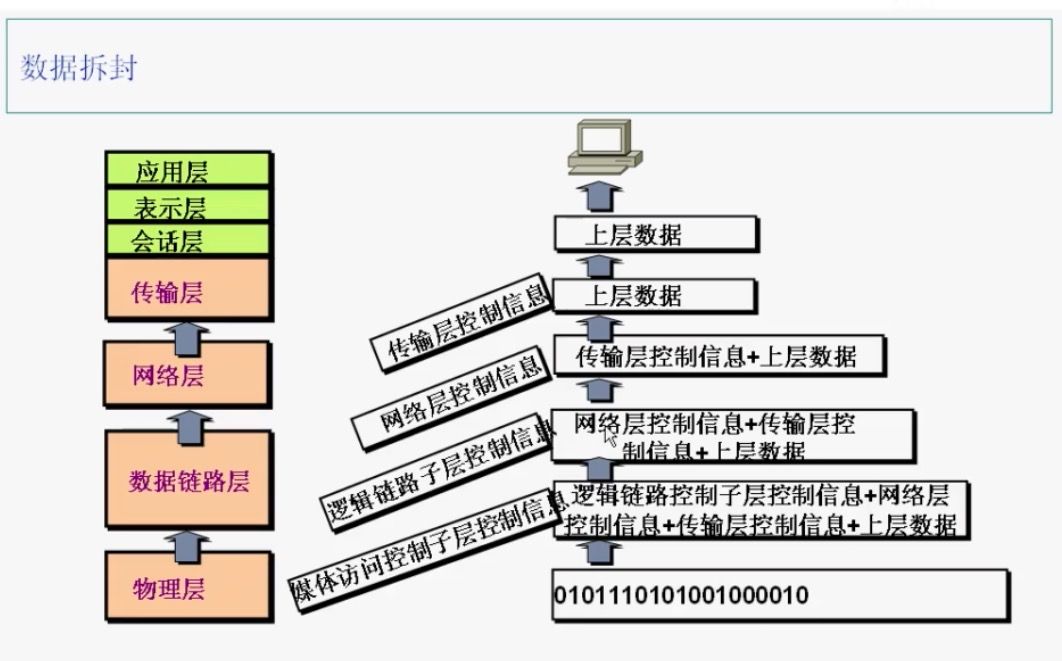 数据拆封
应用层
表示层
会话层
传输层
网络层
数据链路层
物理层
上层数据
传输层控制信息
上层数据
网络层控制信息
传输层控制信息+上层数据
逻辑链路子层控制信息
网络层控制信息+传输层控
制信息+上层数据
媒体访问控制子层控制信息
逻辑链路控制子层控制信息+网络层
控制信息+传输层控制信息+上层数据
0101110101001000010